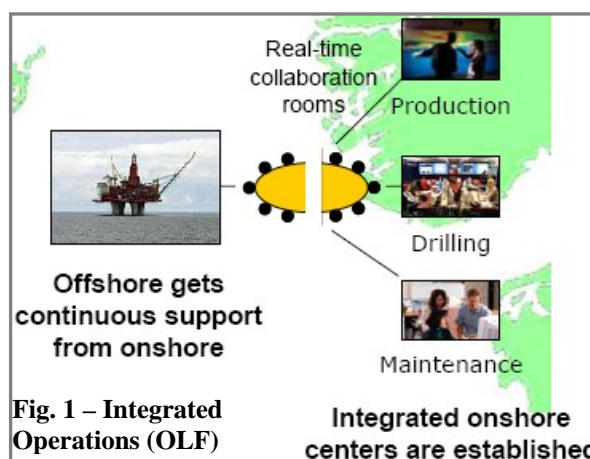 Real-time
collaboration
rooms
Production
Drilling
Maintenance
Offshore gets
continuous support
from onshore
Fig. 1 – Integrated
Operations (OLF)
Integrated onshore
centers are established